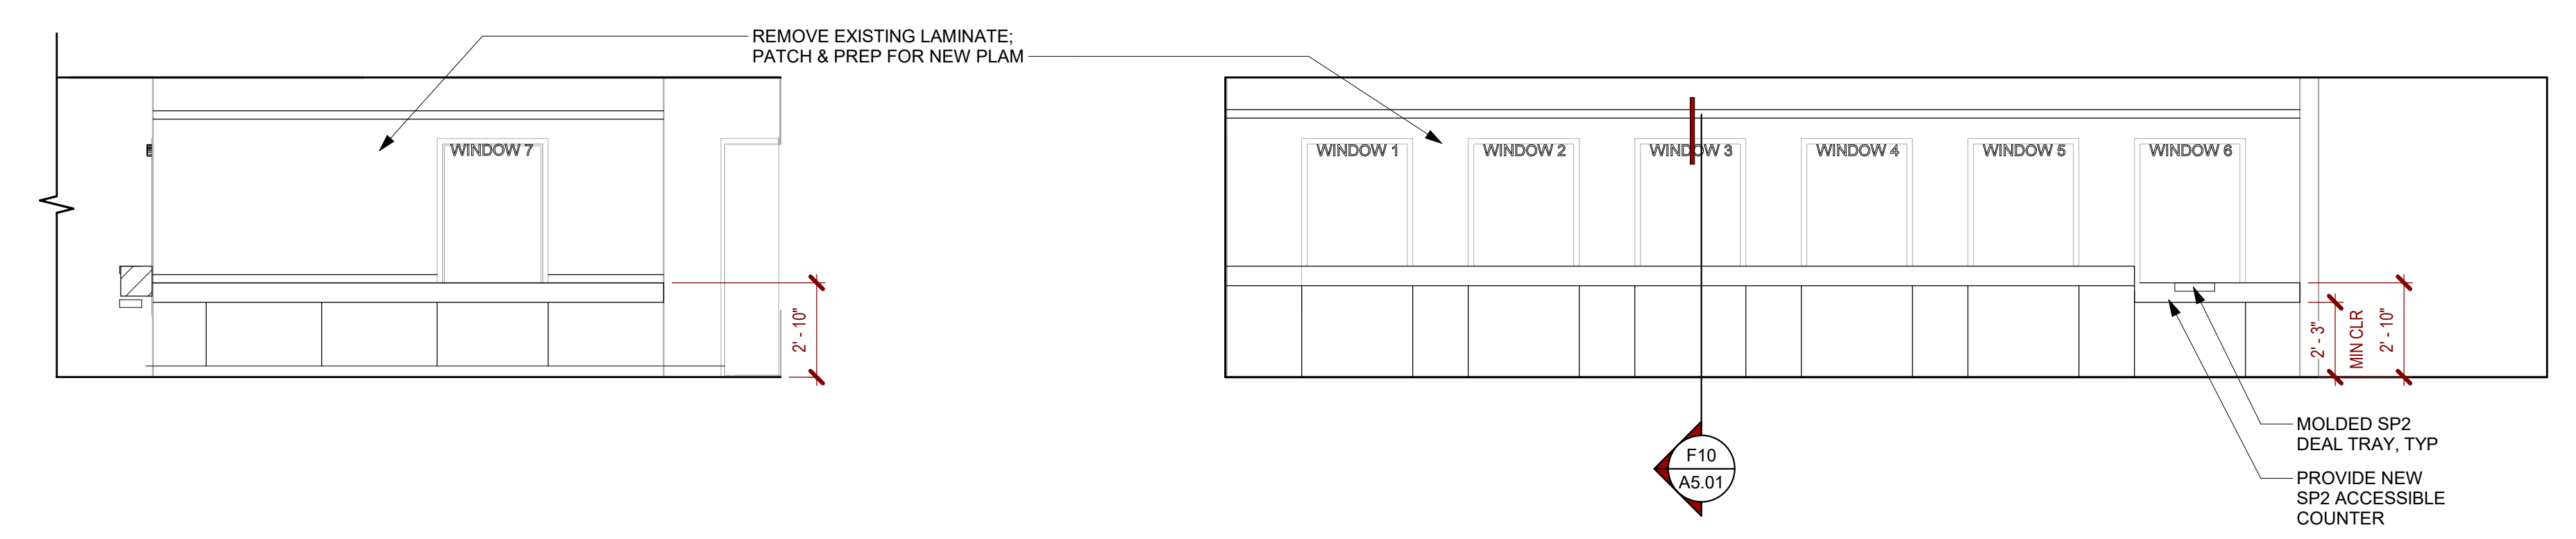 REMOVE EXISTING LAMINATE;
PATCH & PREP FOR NEW PLAM
WINDOW 7
WINDOW 1
WINDOW 2
WINDOW 3
WINDOW 4
WINDOW 5
WINDOW 6
2' - 10"
2' - 3"
MIN CLR
2' - 10"
MOLDED SP2
DEAL TRAY, TYP
PROVIDE NEW
SP2 ACCESSIBLE
COUNTER
F10
A5.01